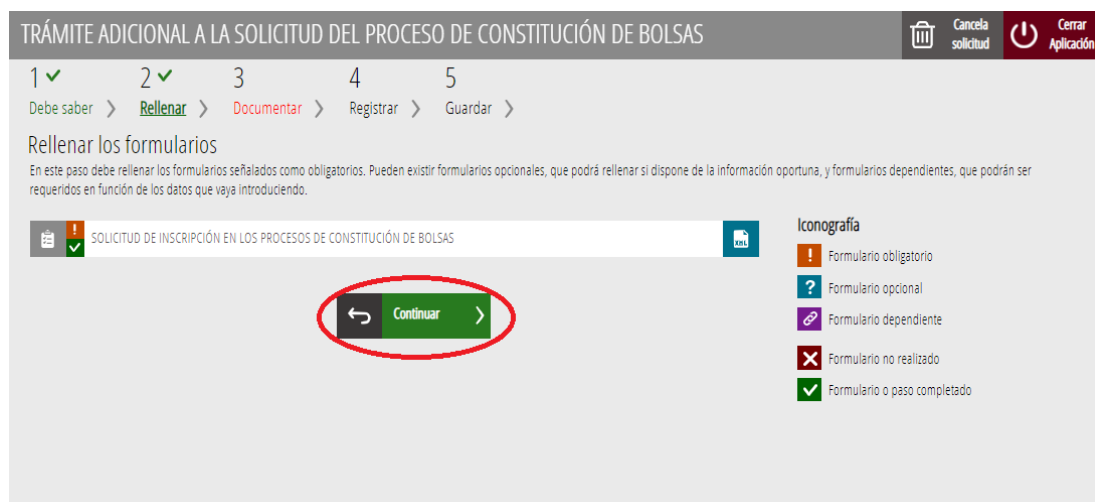 TRÁMITE ADICIONAL A LA SOLICITUD DEL PROCESO DE CONSTITUCIÓN DE BOLSAS
Cancela
solicitud
Cerrar
Aplicación
1 2 3 4 5
Debe saber Rellenar Documentar Registrar Guardar
Rellenar los formularios
En este paso debe rellenar los formularios señalados como obligatorios. Pueden existir formularios opcionales, que podrá rellenar si dispone de la información oportuna, y formularios dependientes, que podrán ser
requeridos en función de los datos que vaya introduciendo.
SOLICITUD DE INSCRIPCIÓN EN LOS PROCESOS DE CONSTITUCIÓN DE BOLSAS
XML
Continuar
Iconografía
! Formulario obligatorio
? Formulario opcional
Formulario dependiente
Formulario no realizado
Formulario o paso completado